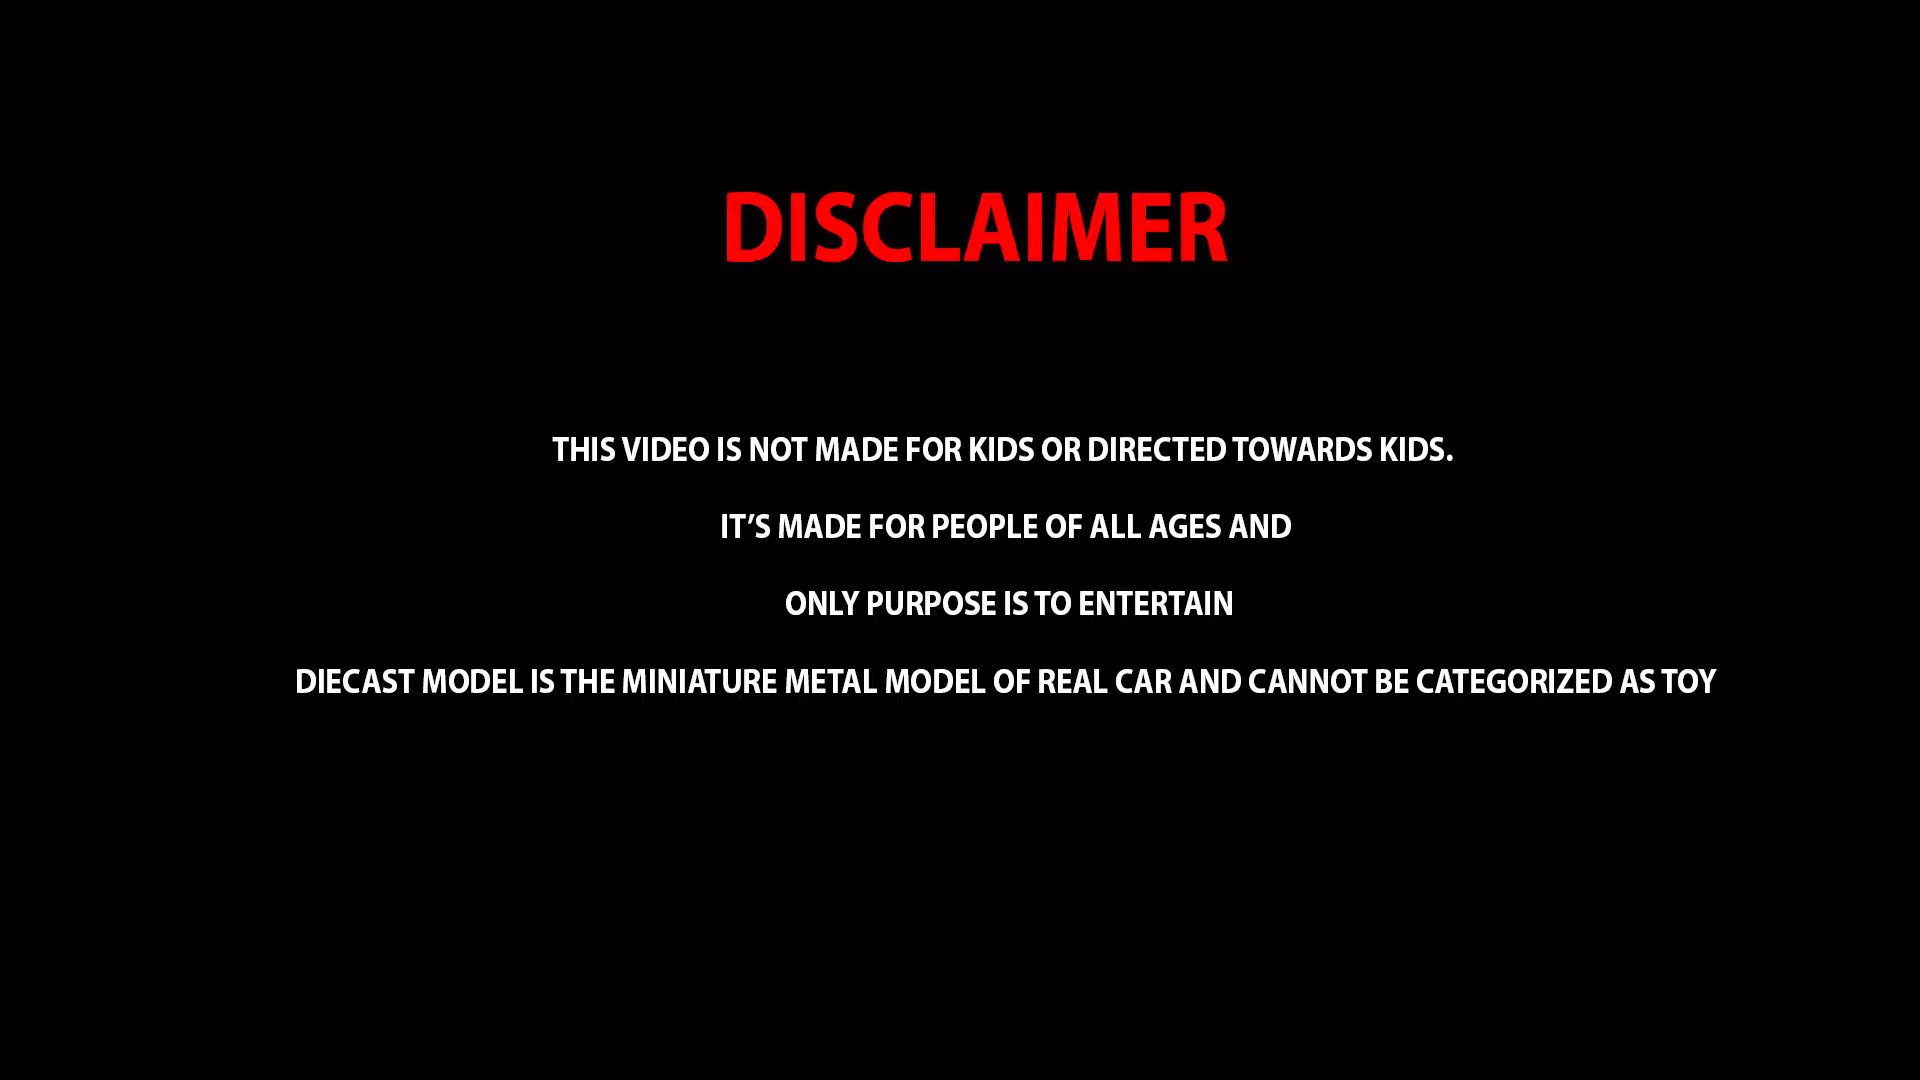 DISCLAIMER
THIS VIDEO IS NOT MADE FOR KIDS OR DIRECTED TOWARDS KIDS.
IT’S MADE FOR PEOPLE OF ALL AGES AND
ONLY PURPOSE IS TO ENTERTAIN
DIECAST MODEL IS THE MINIATURE METAL MODEL OF REAL CAR AND CANNOT BE CATEGORIZED AS TOY